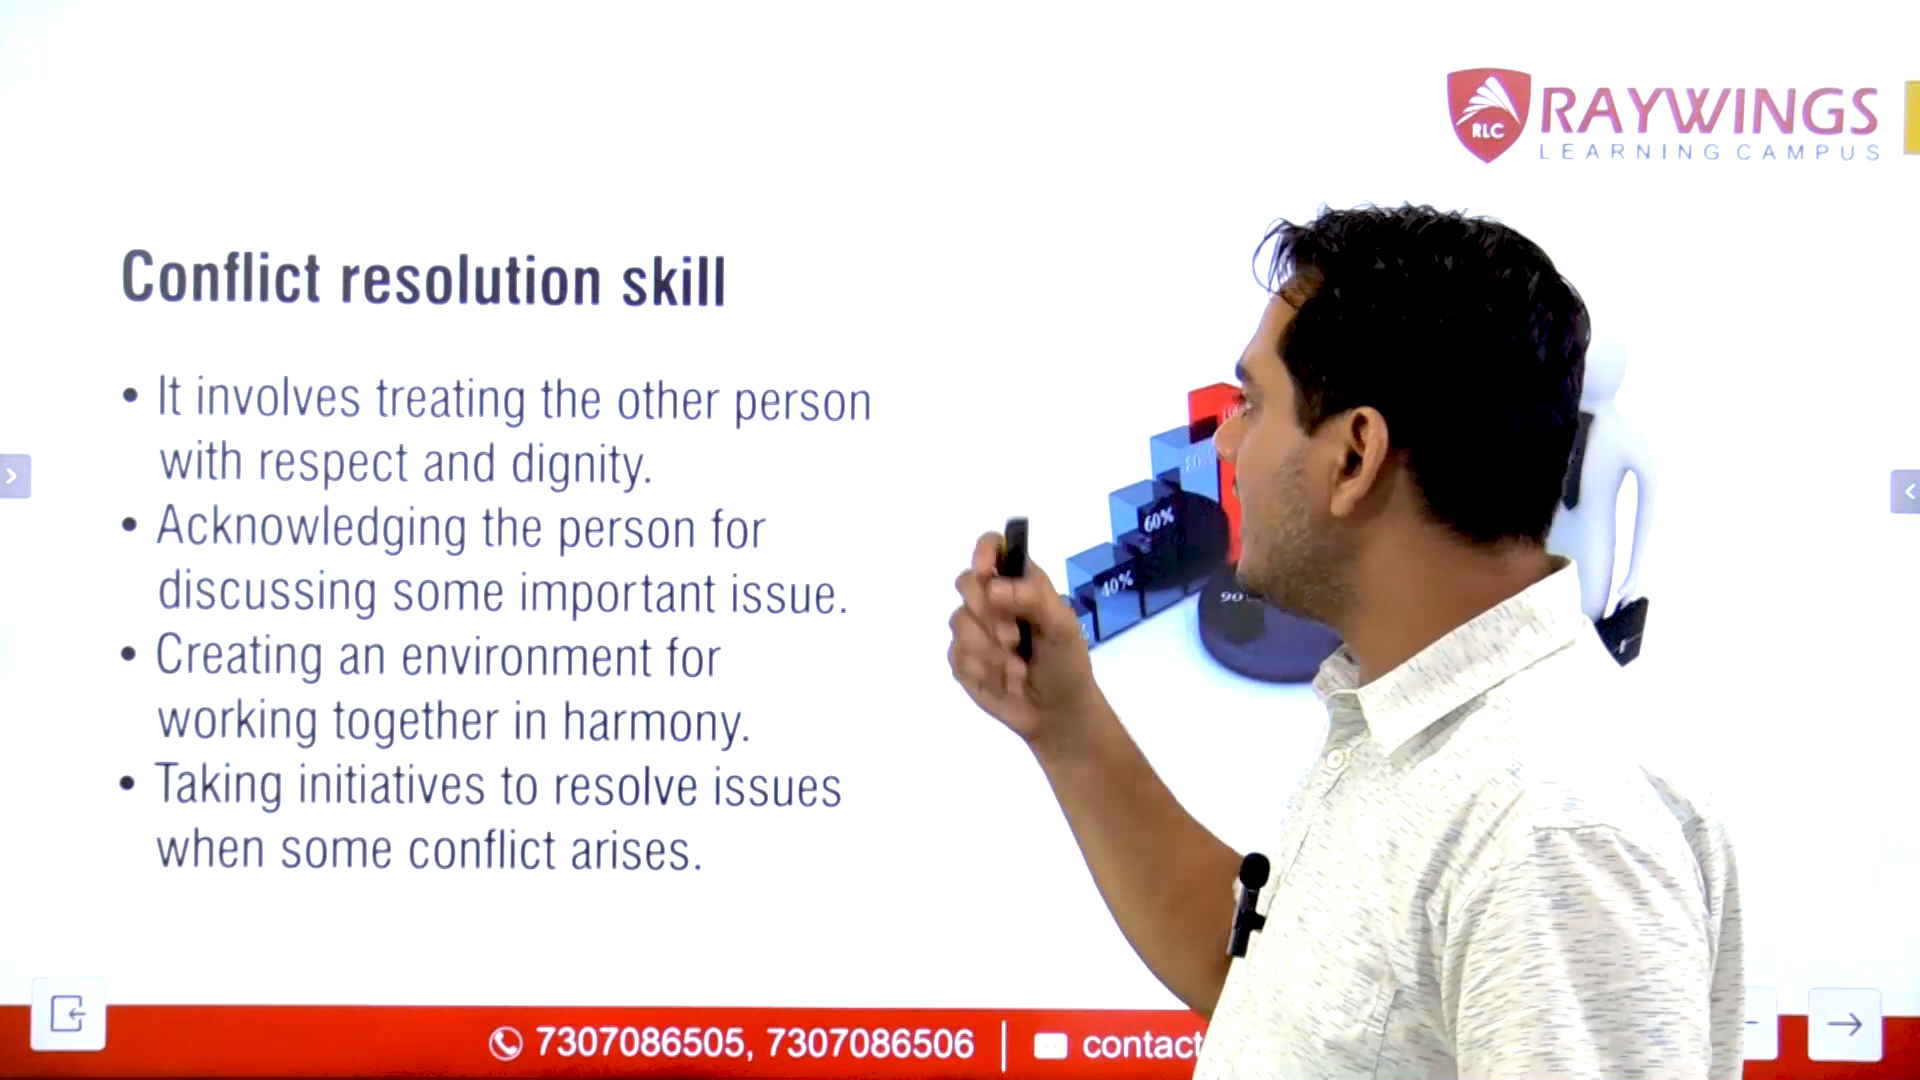 RLC
RAYWINGS
LEARNING CAMPUS
Conflict resolution skill
• It involves treating the other person
with respect and dignity.
• Acknowledging the person for
discussing some important issue.
• Creating an environment for
working together in harmony.
• Taking initiatives to resolve issues
when some conflict arises.
80%
60%
40%
90
7307086505, 7307086506
contact